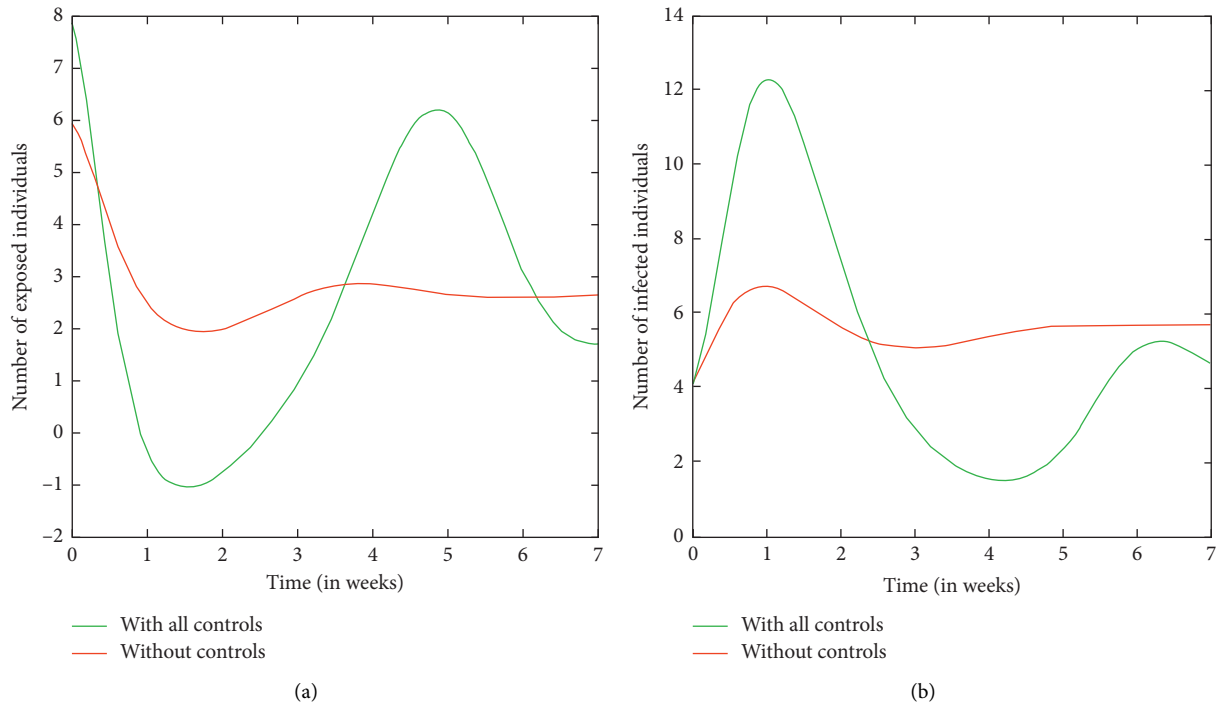 8
7
6
5
4
3
2
1
0
–1
–2
Number of exposed individuals
0 1 2 3 4 5 6 7
Time (in weeks)
With all controls
Without controls
(a)
14
12
10
8
6
4
2
0
Number of infected individuals
0 1 2 3 4 5 6 7
Time (in weeks)
With all controls
Without controls
(b)